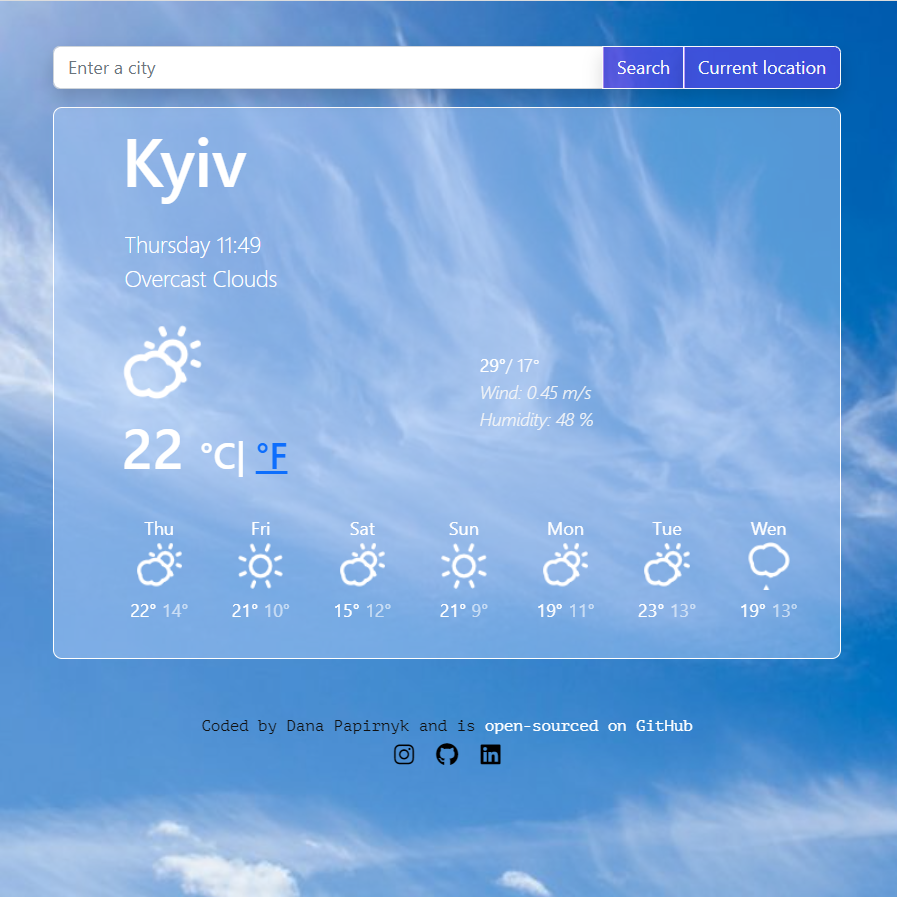 Enter a city
Search
Current location
Kyiv
Thursday 11:49
Overcast Clouds
29°/ 17°
Wind: 0.45 m/s
Humidity: 48 %
22 °C| °F
Thu Fri Sat Sun Mon Tue Wen
22° 14° 21° 10° 15° 12° 21° 9° 19° 11° 23° 13° 19° 13°
Coded by Dana Papirnyk and is open-sourced on GitHub